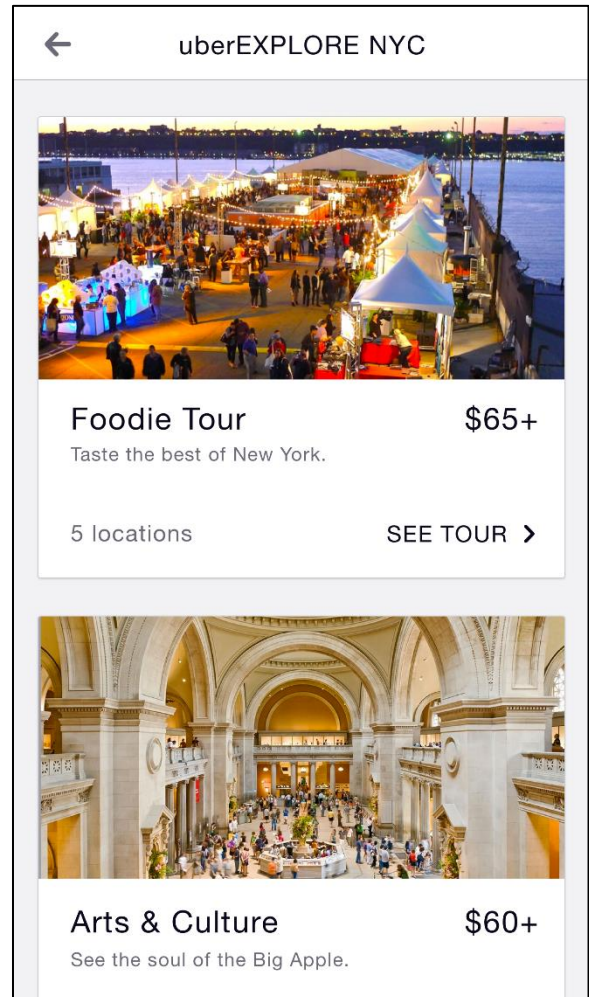 uberEXPLORE NYC
Foodie Tour $65+
Taste the best of New York.
5 locations SEE TOUR
Arts & Culture $60+
See the soul of the Big Apple.